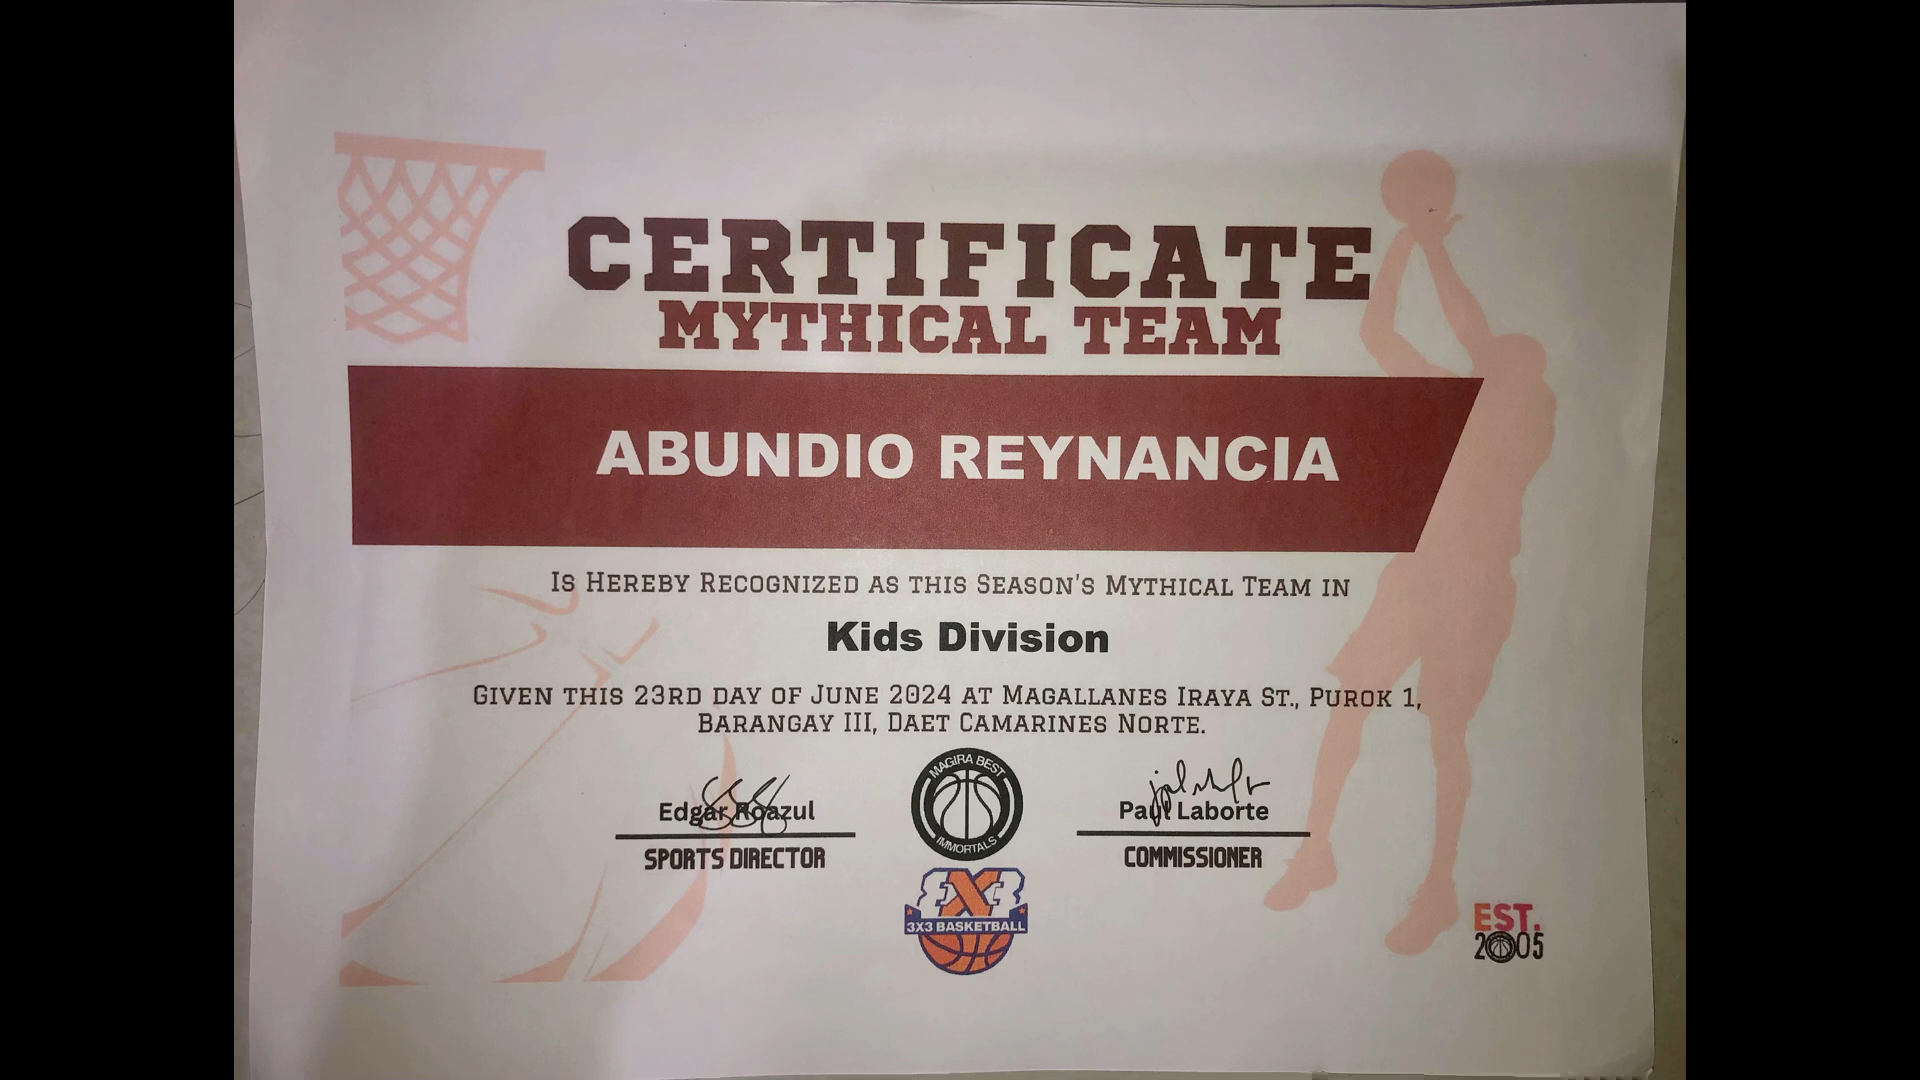 CERTIFICATE
MYTHICAL TEAM
ABUNDIO REYNANCIA
IS HEREBY RECOGNIZED AS THIS SEASON'S MYTHICAL TEAM IN
Kids Division
GIVEN THIS 23RD DAY OF JUNE 2024 AT MAGALLANES IRAYA ST., PUROK 1,
BARANGAY III, DAET CAMARINES NORTE.
MAGIRA BEST
IMMORTALS
Edgar Roazul
SPORTS DIRECTOR
Paul Laborte
COMMISSIONER
3X3
3X3 BASKETBALL
EST.
2005